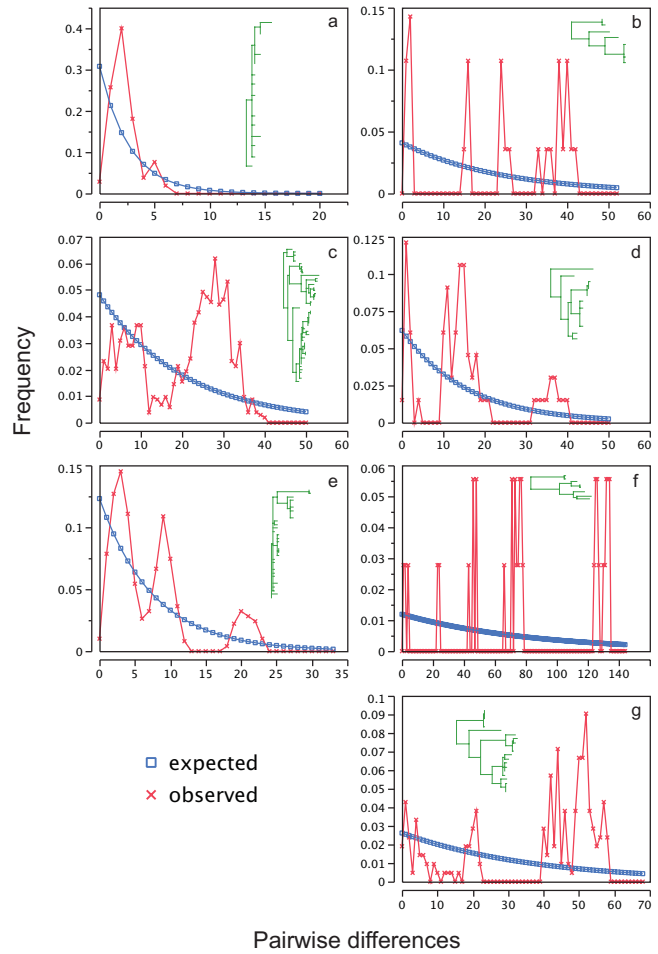 a
0.4
0.3
0.2
0.1
0
0 5 10 15 20
b
0.15
0.1
0.05
0
0 10 20 30 40 50 60
c
0.07
0.06
0.05
0.04
0.03
0.02
0.01
0
0 10 20 30 40 50 60
d
0.125
0.1
0.075
0.05
0.025
0
0 10 20 30 40 50 60
Frequency
e
0.15
0.1
0.05
0
0 5 10 15 20 25 30 35
f
0.06
0.05
0.04
0.03
0.02
0.01
0
0 20 40 60 80 100 120 140
g
0.1
0.09
0.08
0.07
0.06
0.05
0.04
0.03
0.02
0.01
0
0 10 20 30 40 50 60 70
expected
observed
Pairwise differences